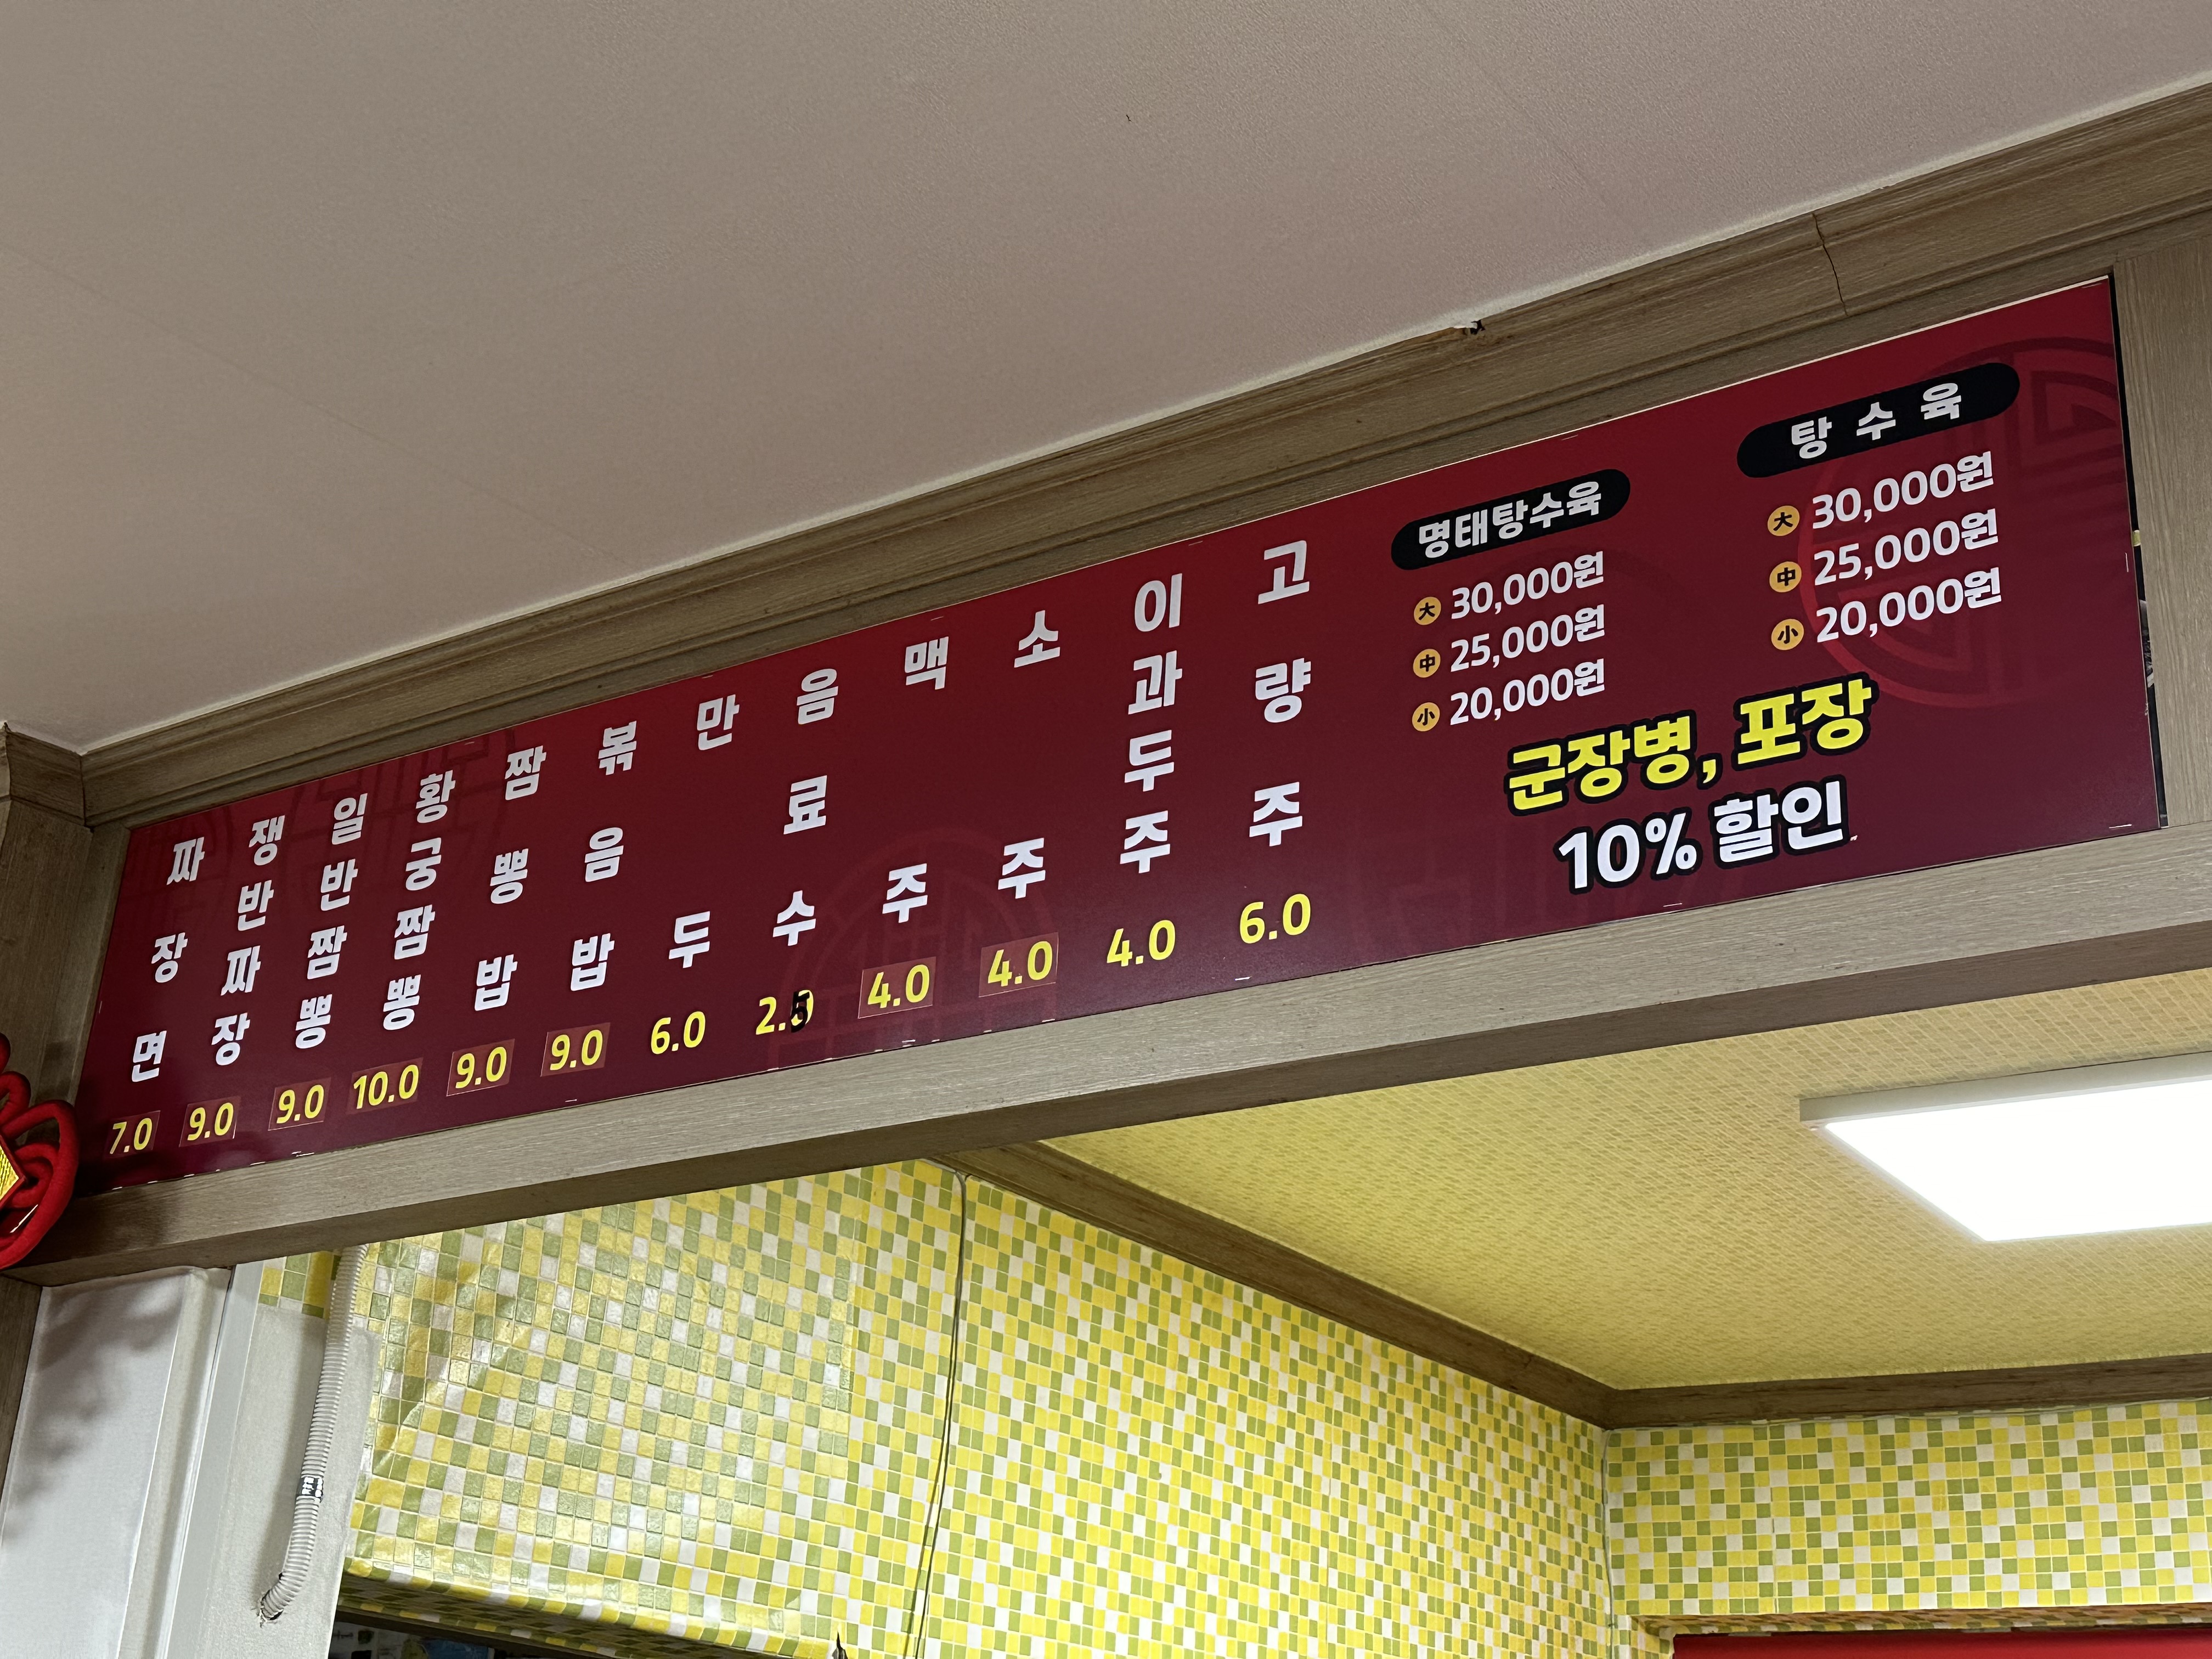 짜장면 7.0
쟁반짜장 9.0
일반짬뽕 9.0
황궁짬뽕 10.0
짬뽕밥 9.0
볶음밥 9.0
만두 6.0
음료수 2.5
맥주 4.0
소주 4.0
이과두주 4.0
고량주 6.0
명태탕수육
大 30,000원
中 25,000원
小 20,000원
탕수육
大 30,000원
中 25,000원
小 20,000원
군장병, 포장
10% 할인